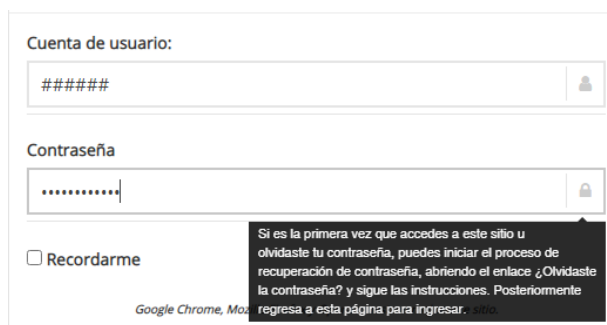 Cuenta de usuario:
######
Contraseña
••••••••••••
Si es la primera vez que accedes a este sitio u
olvidaste tu contraseña, puedes iniciar el proceso de
recuperación de contraseña, abriendo el enlace ¿Olvidaste
la contraseña? y sigue las instrucciones. Posteriormente
regresa a esta página para ingresar.
Recordarme
Google Chrome, sitio.